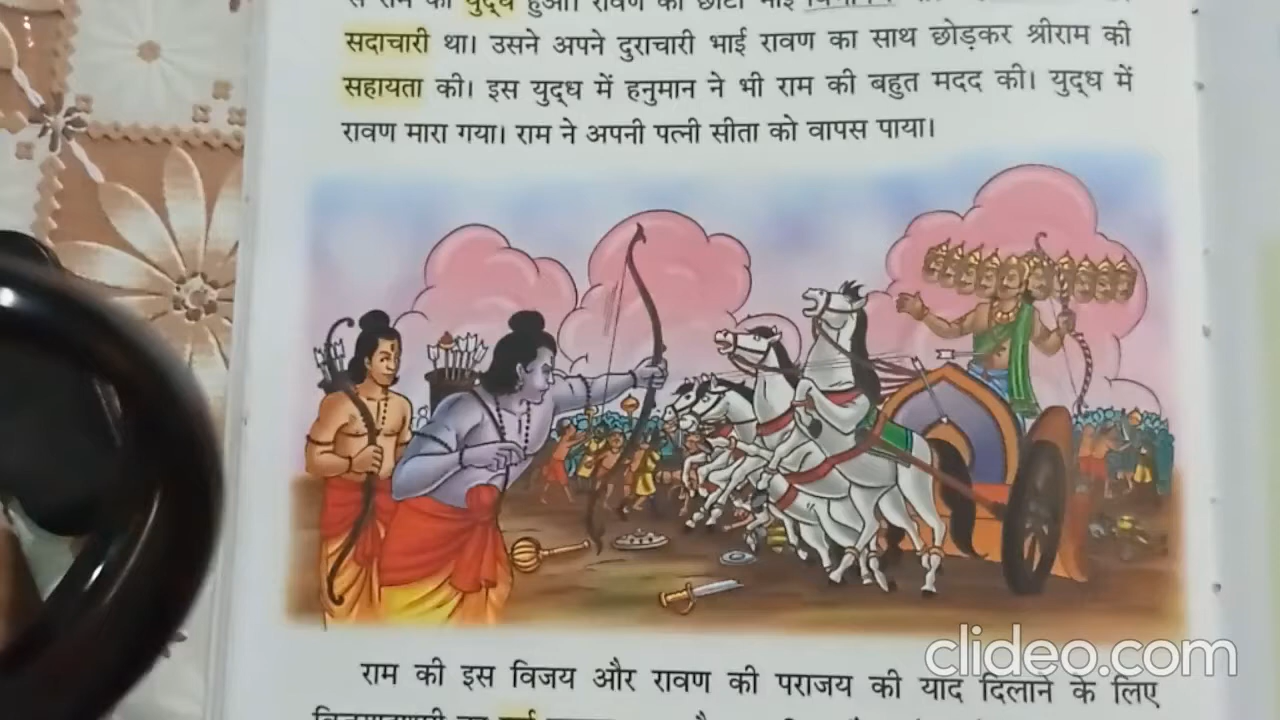 युद्ध हुआ। रावण का छोटा भाई
सदाचारी था। उसने अपने दुराचारी भाई रावण का साथ छोड़कर श्रीराम की
सहायता की। इस युद्ध में हनुमान ने भी राम की बहुत मदद की। युद्ध में
रावण मारा गया। राम ने अपनी पत्नी सीता को वापस पाया।
राम की इस विजय और रावण की पराजय की याद दिलाने के लिए
clideo.com